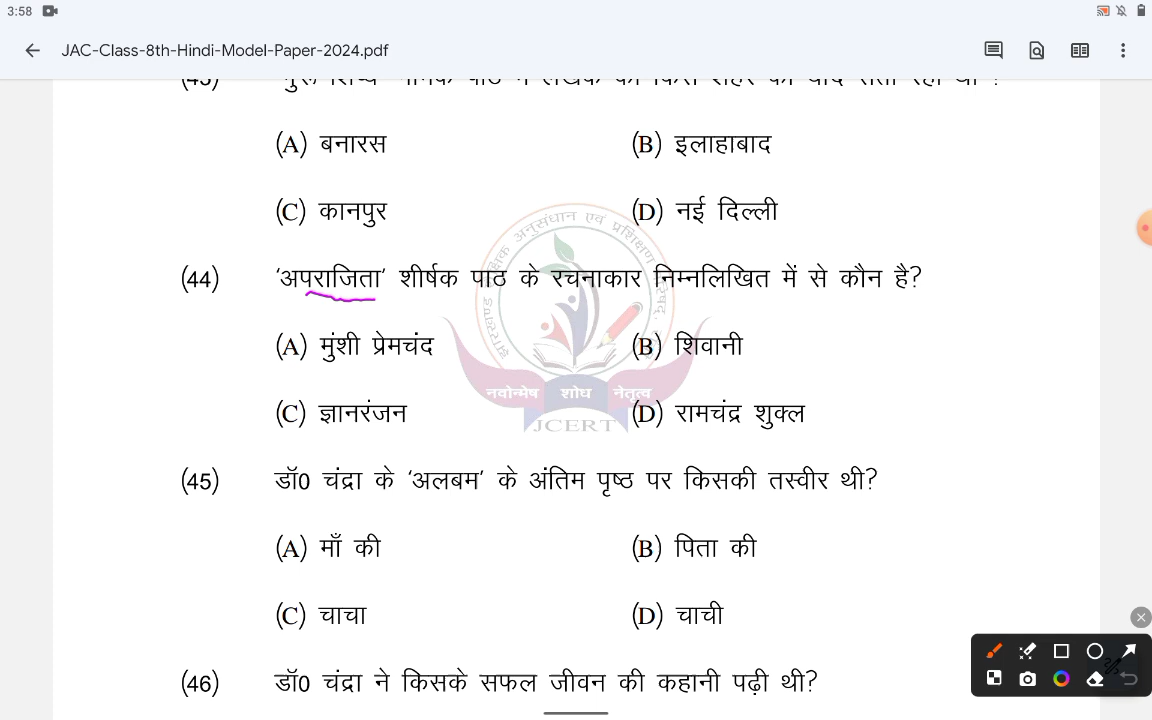 3:58
JAC-Class-8th-Hindi-Model-Paper-2024.pdf
(A) बनारस (B) इलाहाबाद
(C) कानपुर (D) नई दिल्ली
(44) 'अपराजिता' शीर्षक पाठ के रचनाकार निम्नलिखित में से कौन है?
(A) मुंशी प्रेमचंद (B) शिवानी
(C) ज्ञानरंजन (D) रामचंद्र शुक्ल
नवोन्मेष शोध नेतृत्व
JCERT
(45) डॉ0 चंद्रा के 'अलबम' के अंतिम पृष्ठ पर किसकी तस्वीर थी?
(A) माँ की (B) पिता की
(C) चाचा (D) चाची
(46) डॉ0 चंद्रा ने किसके सफल जीवन की कहानी पढ़ी थी?